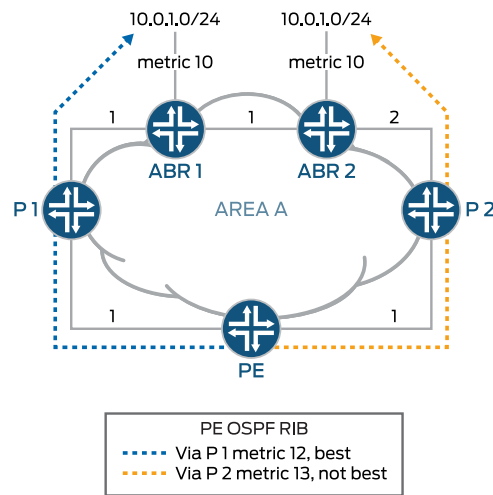 10.0.1.0/24 10.0.1.0/24
metric 10 metric 10
1 1 2
ABR 1 ABR 2
P 1 AREA A P 2
1 1
PE
PE OSPF RIB
Via P 1 metric 12, best
Via P 2 metric 13, not best